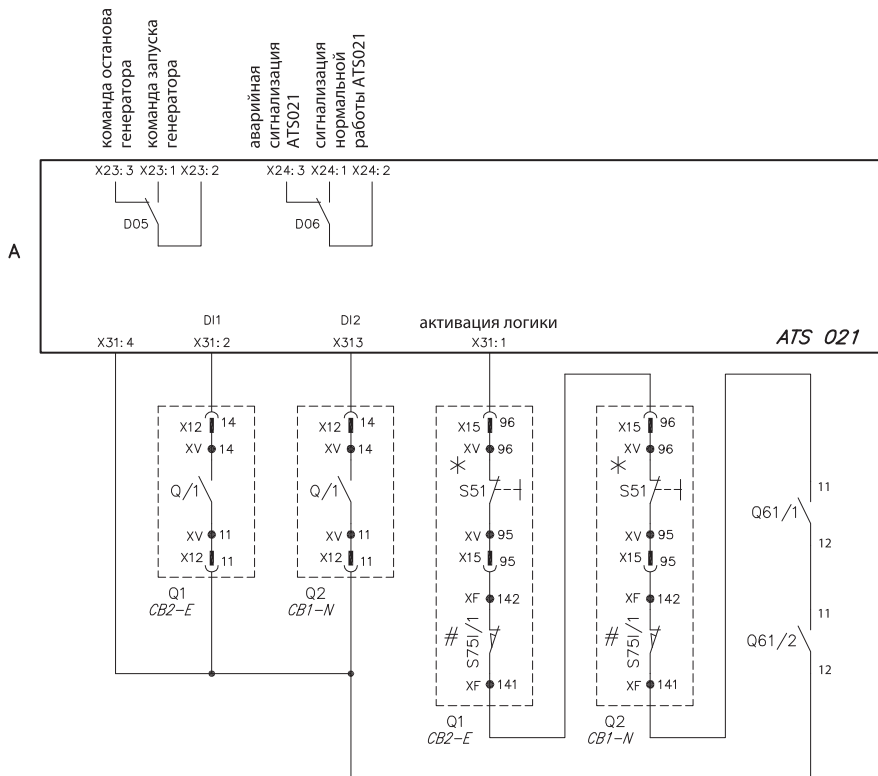 команда останова
генератора
команда запуска
генератора
аварийная
сигнализация
ATS021
сигнализация
нормальной
работы ATS021
X23:3 X23:1 X23:2
X24:3 X24:1 X24:2
D05
D06
A
DI1
DI2
активация логики
ATS 021
X31:4
X31:2
X313
X31:1
X12 14
X12 14
X15 96
X15 96
XV 14
XV 14
XV 96
XV 96
*
*
Q/1
Q/1
S51
S51
11
Q61/1
12
XV 11
XV 11
XV 95
XV 95
X12 11
X12 11
X15 95
X15 95
Q1
CB2-E
Q2
CB1-N
XF 142
XF 142
11
# S75I/1
# S75I/1
Q61/2
12
XF 141
XF 141
Q1
CB2-E
Q2
CB1-N